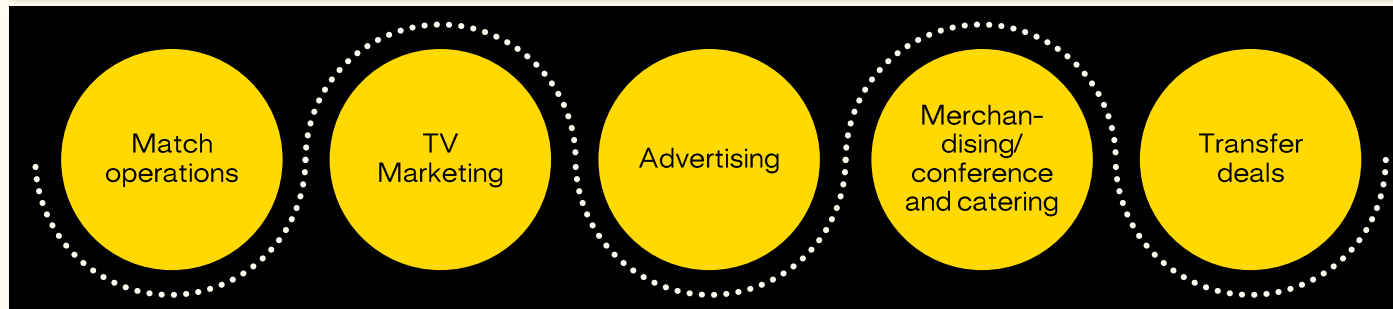 Match
operations
TV
Marketing
Advertising
Merchan-
dising/
conference
and catering
Transfer
deals